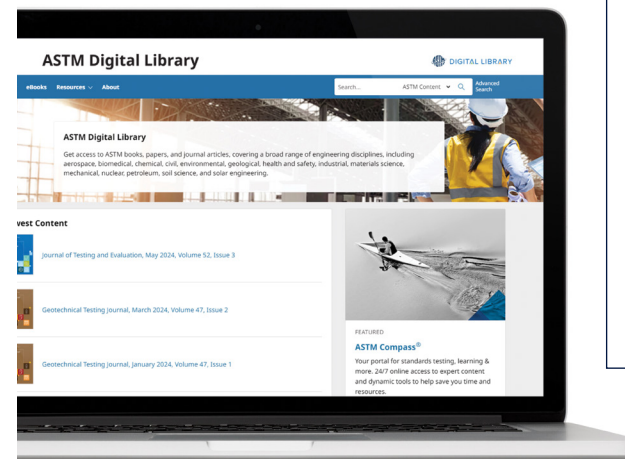 ASTM Digital Library
DIGITAL LIBRARY
eBooks Resources About
Search... ASTM Content Advanced Search
ASTM Digital Library
Get access to ASTM books, papers, and journal articles, covering a broad range of engineering disciplines, including
aerospace, biomedical, chemical, civil, environmental, geological, health and safety, industrial, materials science,
mechanical, nuclear, petroleum, soil science, and solar engineering.
west Content
Journal of Testing and Evaluation, May 2024, Volume 52, Issue 3
Geotechnical Testing Journal, March 2024, Volume 47, Issue 2
Geotechnical Testing Journal, January 2024, Volume 47, Issue 1
FEATURED
ASTM Compass®
Your portal for standards testing, learning &
more. 24/7 online access to expert content
and dynamic tools to help save you time and
resources.